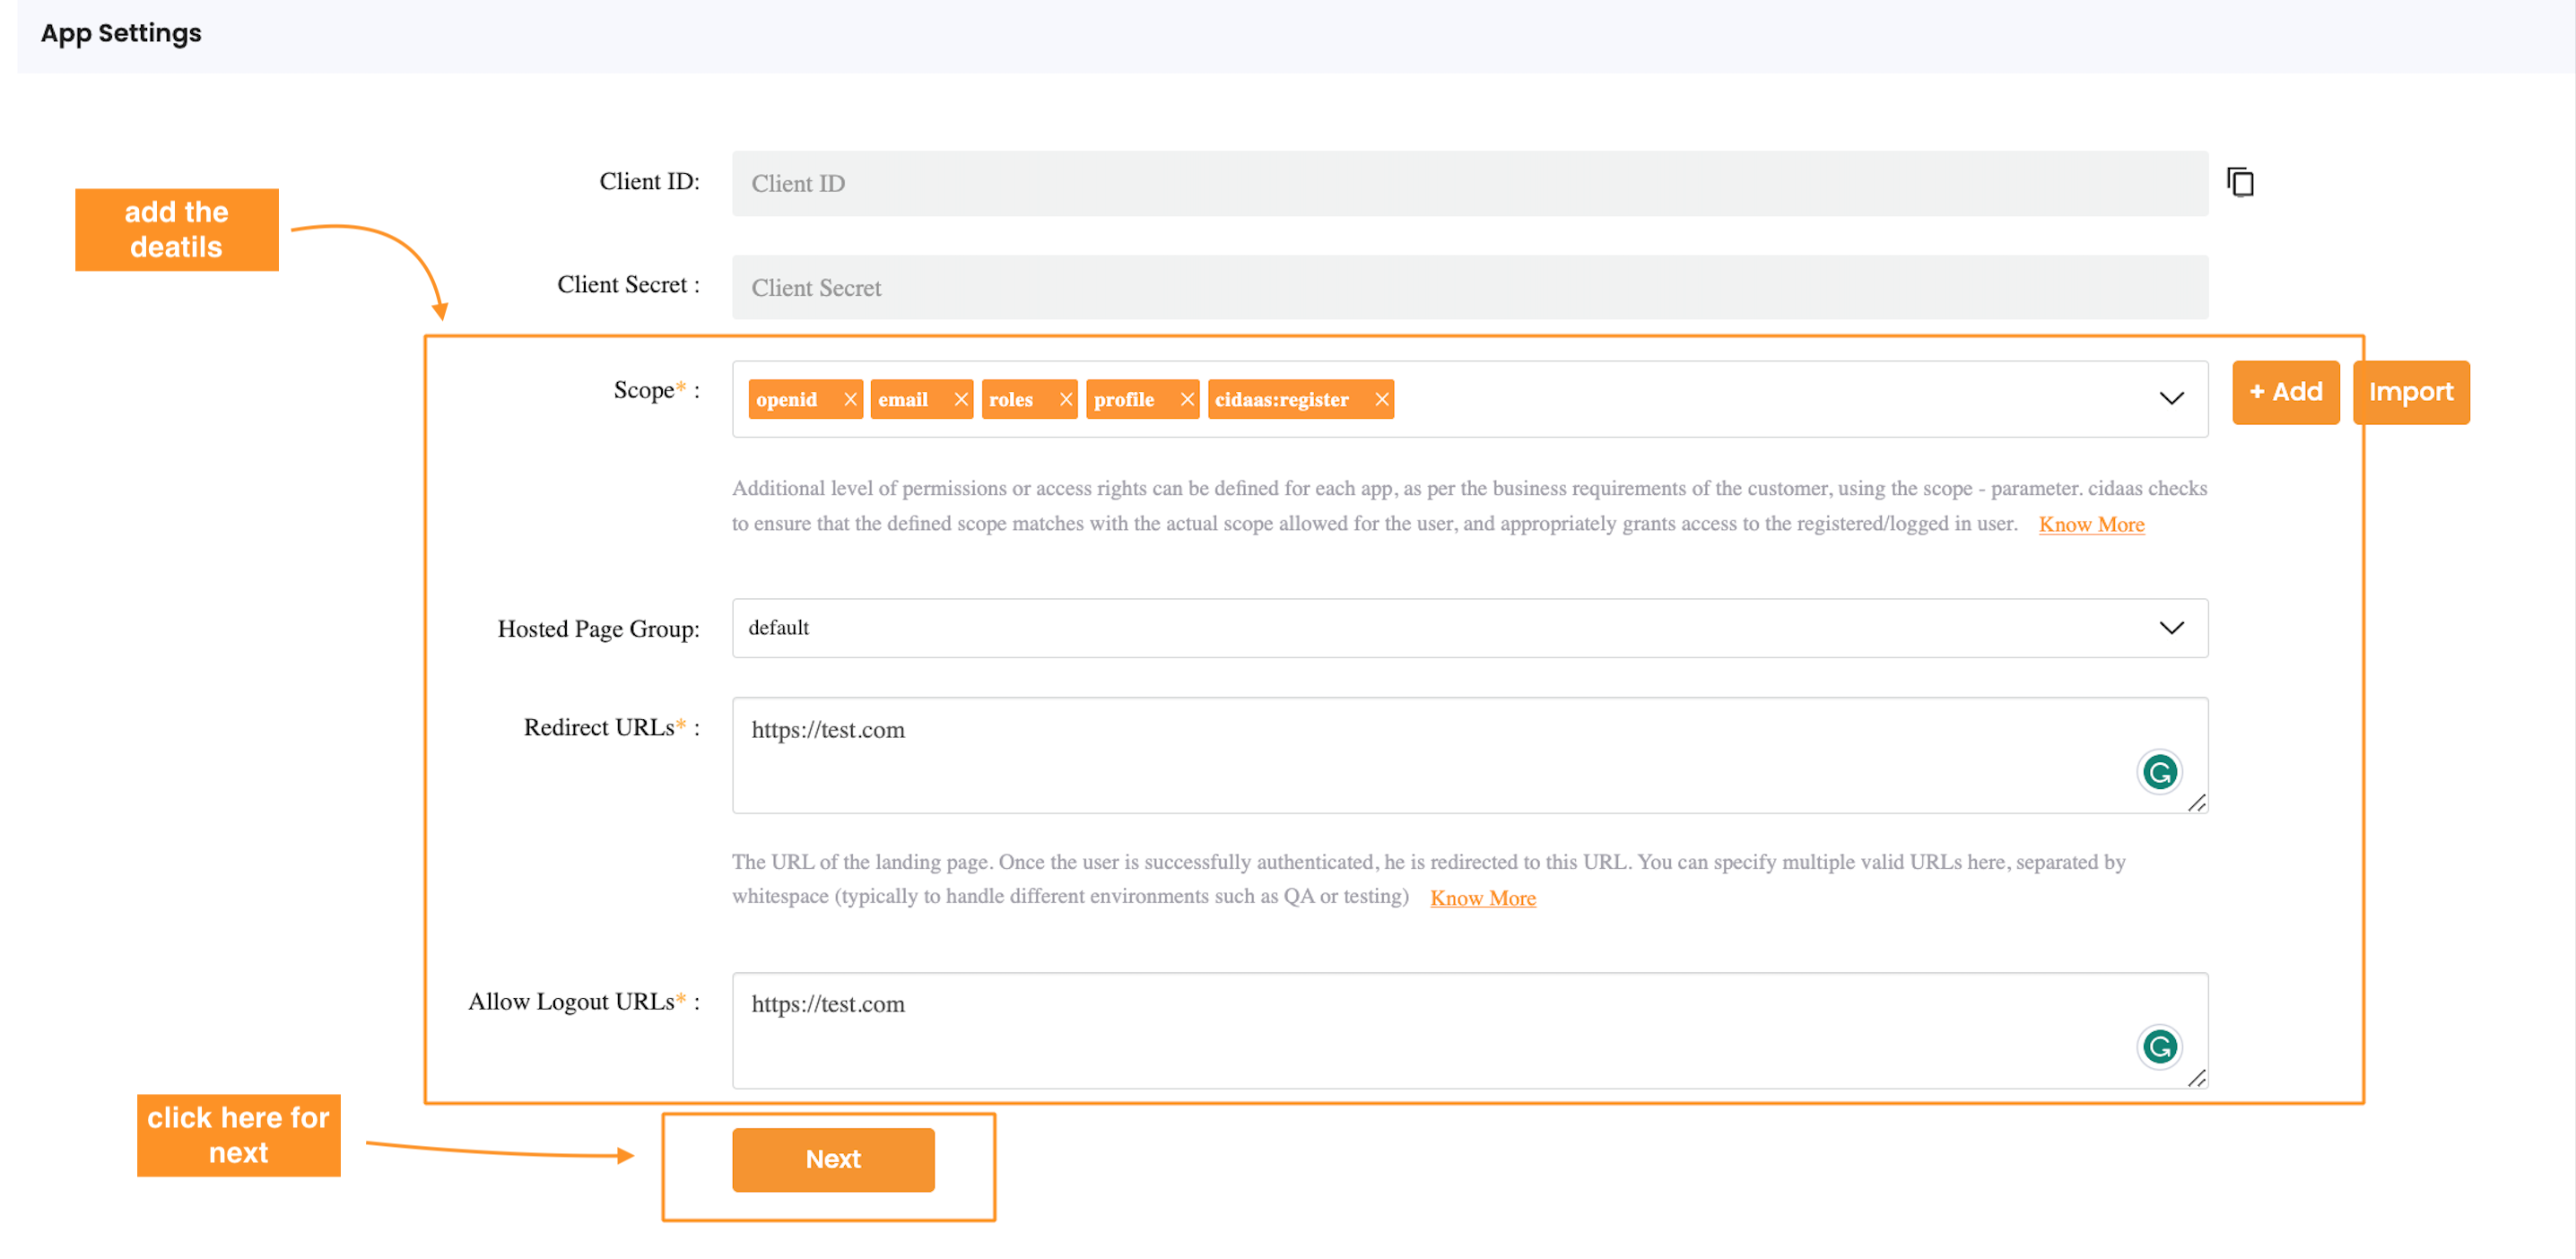 App Settings
Client ID:
Client ID
add the
deatils
Client Secret :
Client Secret
Scope* :
openid × email × roles × profile × cidaas:register ×
+ Add
Import
Additional level of permissions or access rights can be defined for each app, as per the business requirements of the customer, using the scope - parameter. cidaas checks
to ensure that the defined scope matches with the actual scope allowed for the user, and appropriately grants access to the registered/logged in user. Know More
Hosted Page Group:
default
Redirect URLs* :
https://test.com
The URL of the landing page. Once the user is successfully authenticated, he is redirected to this URL. You can specify multiple valid URLs here, separated by
whitespace (typically to handle different environments such as QA or testing) Know More
Allow Logout URLs* :
https://test.com
click here for
next
Next